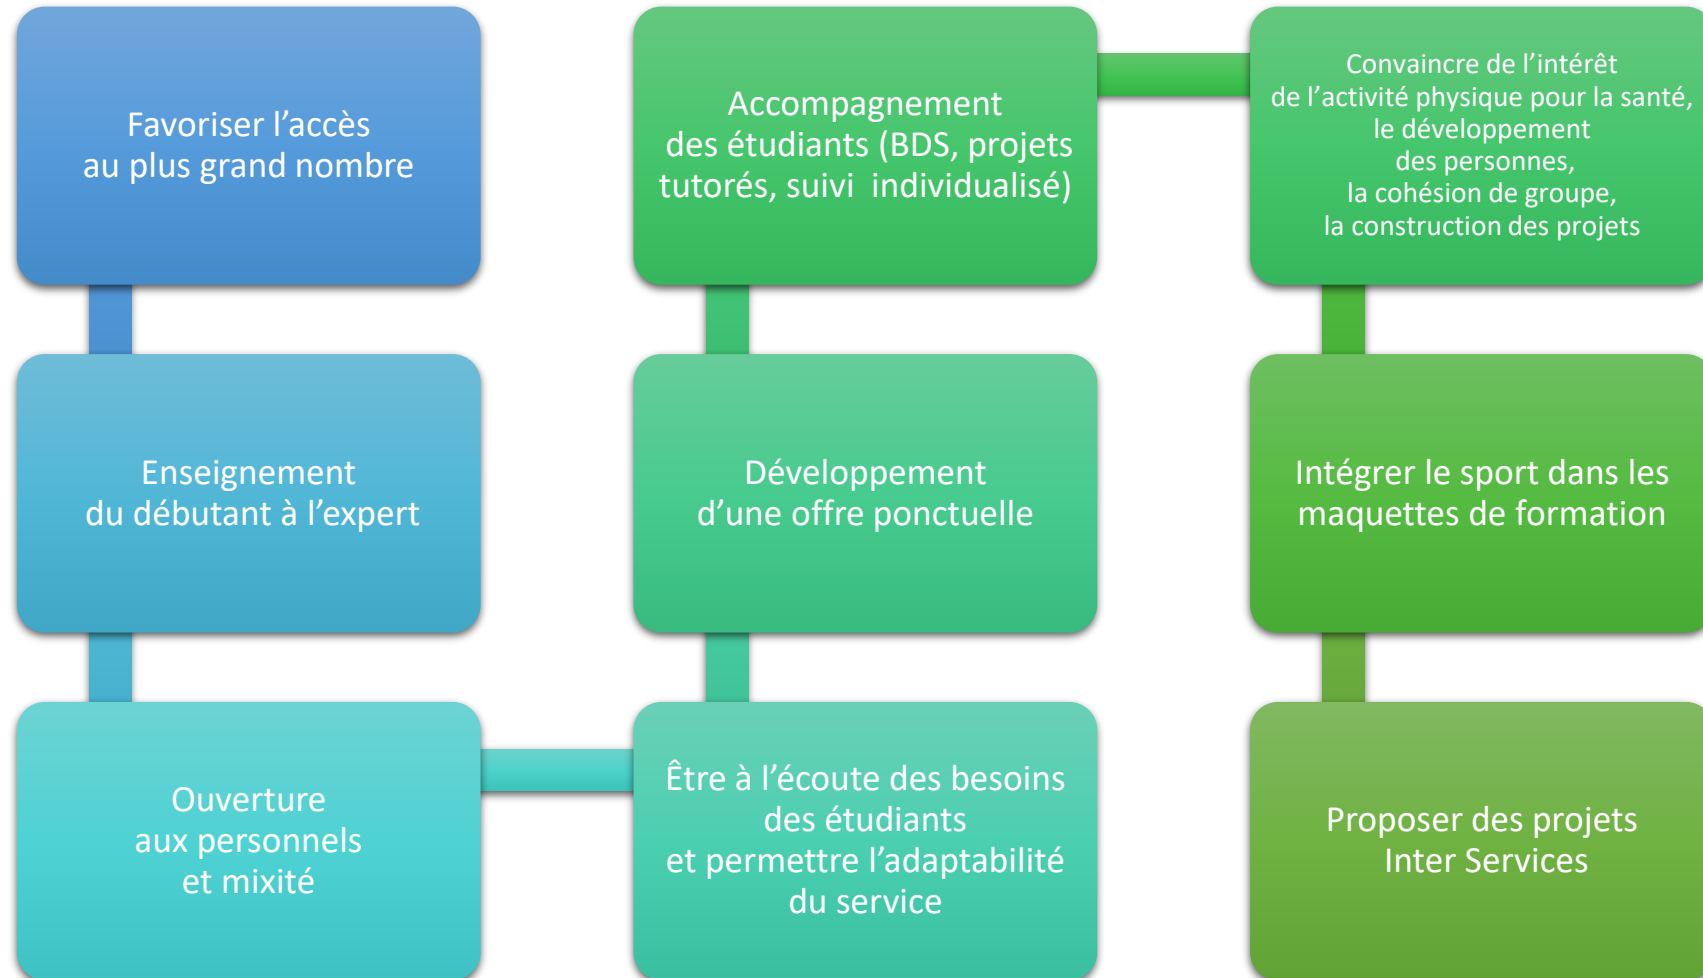 Favoriser l’accès
au plus grand nombre
Enseignement
du débutant à l’expert
Ouverture
aux personnels
et mixité
Être à l’écoute des besoins
des étudiants
et permettre l’adaptabilité
du service
Développement
d’une offre ponctuelle
Accompagnement
des étudiants (BDS, projets
tutorés, suivi individualisé)
Convaincre de l’intérêt
de l’activité physique pour la santé,
le développement
des personnes,
la cohésion de groupe,
la construction des projets
Intégrer le sport dans les
maquettes de formation
Proposer des projets
Inter Services